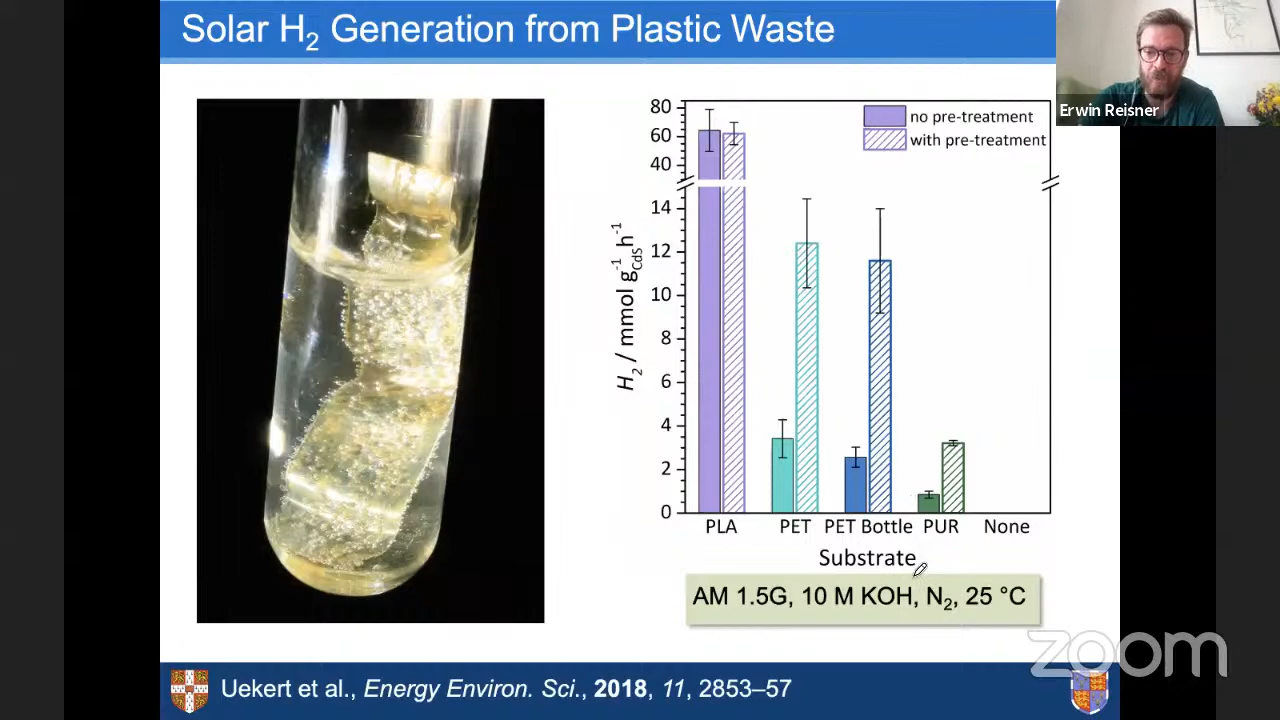 Solar H₂ Generation from Plastic Waste
Erwin Reisner
80
60
40
14
12
10
8
6
4
2
0
H₂ / mmol g⁻¹CdS h⁻¹
no pre-treatment
with pre-treatment
PLA PET PET Bottle PUR None
Substrate
AM 1.5G, 10 M KOH, N₂, 25 °C
zoom
Uekert et al., Energy Environ. Sci., 2018, 11, 2853–57